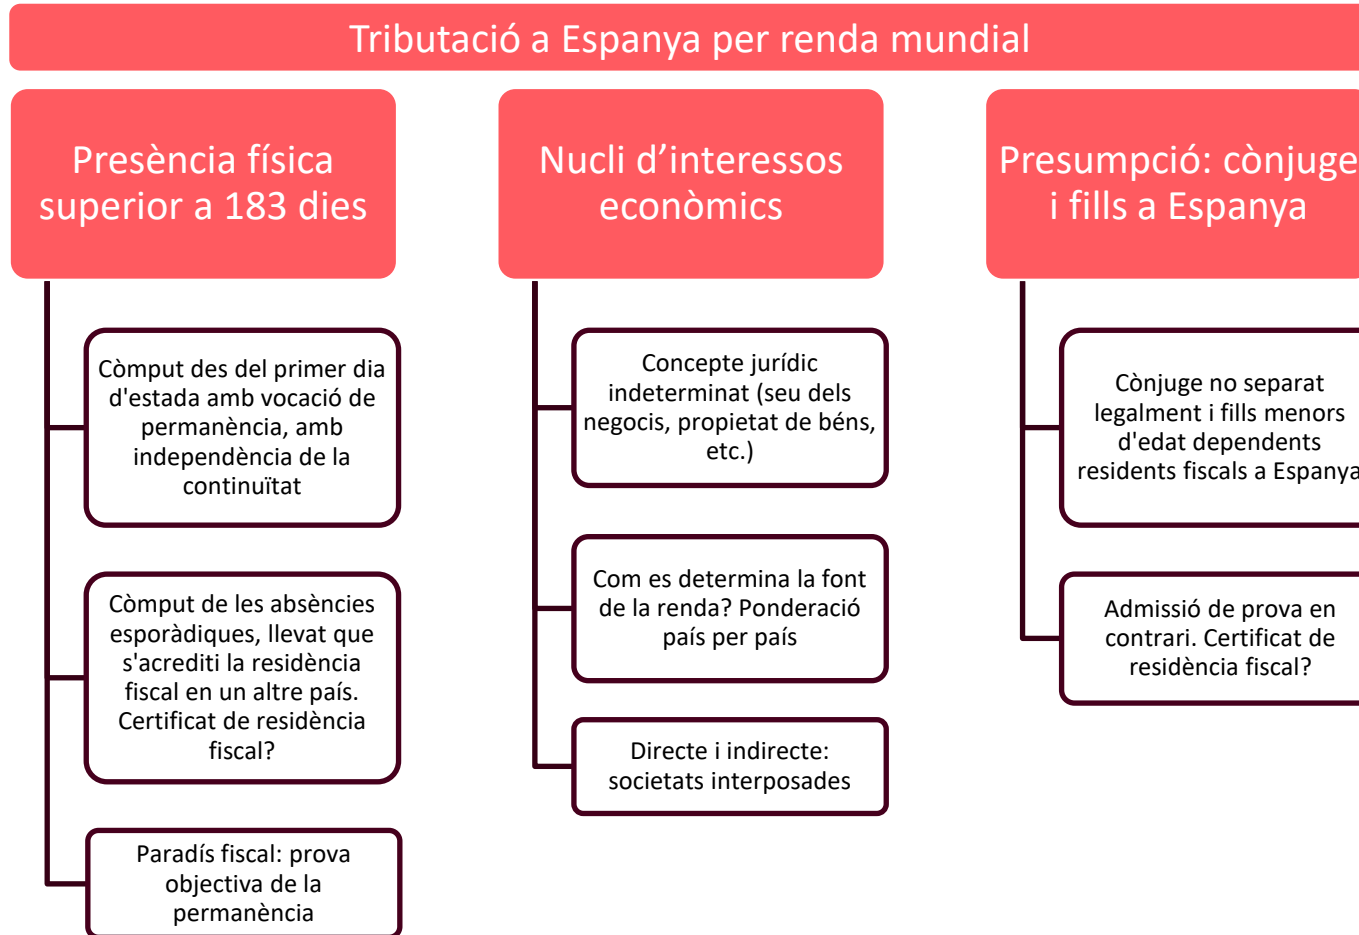 Tributació a Espanya per renda mundial
Presència física
superior a 183 dies
Còmput des del primer dia
d'estada amb vocació de
permanència, amb
independència de la
continuïtat
Còmput de les absències
esporàdiques, llevat que
s'acrediti la residència
fiscal en un altre país.
Certificat de residència
fiscal?
Paradís fiscal: prova
objectiva de la
permanència
Nucli d’interessos
econòmics
Concepte jurídic
indeterminat (seu dels
negocis, propietat de béns,
etc.)
Com es determina la font
de la renda? Ponderació
país per país
Directe i indirecte:
societats interposades
Presumpció: cònjuge
i fills a Espanya
Cònjuge no separat
legalment i fills menors
d'edat dependents
residents fiscals a Espanya
Admissió de prova en
contrari. Certificat de
residència fiscal?